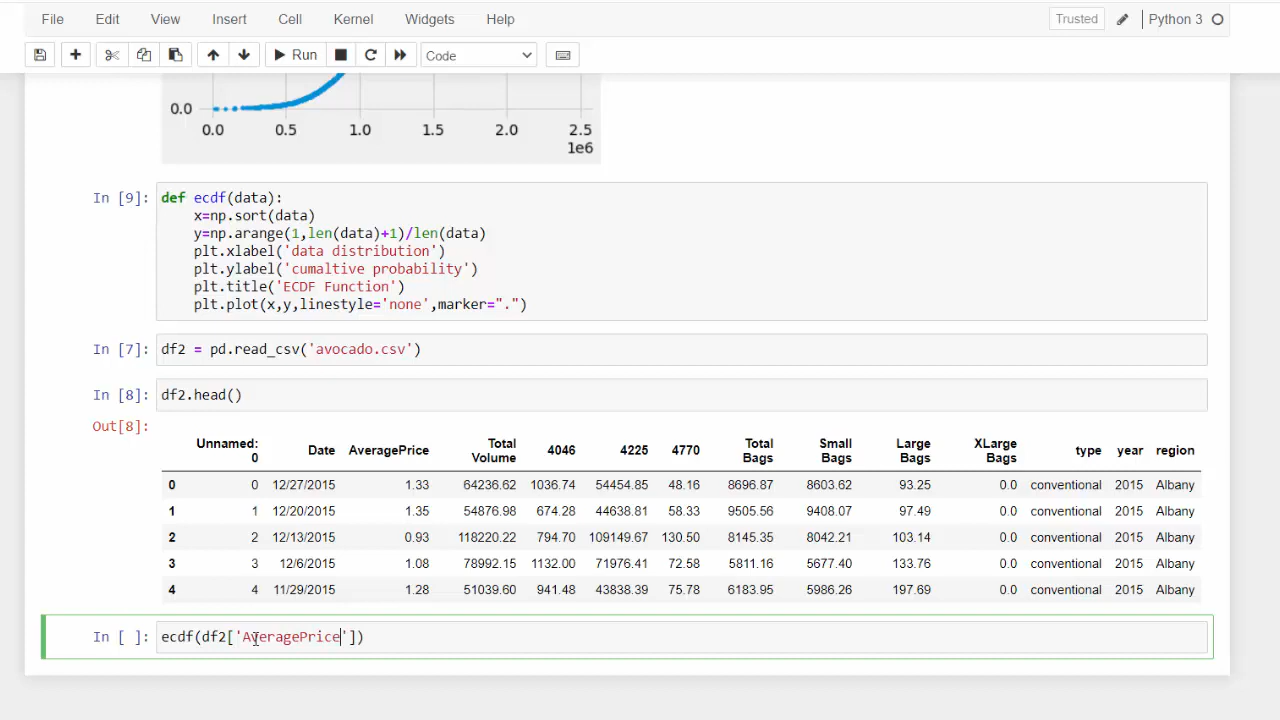 File Edit View Insert Cell Kernel Widgets Help Trusted Python 3
Run Code
0.0
0.0 0.5 1.0 1.5 2.0 2.5
1e6
In [9]: def ecdf(data):
x=np.sort(data)
y=np.arange(1,len(data)+1)/len(data)
plt.xlabel('data distribution')
plt.ylabel('cumaltive probability')
plt.title('ECDF Function')
plt.plot(x,y,linestyle='none',marker=".")
In [7]: df2 = pd.read_csv('avocado.csv')
In [8]: df2.head()
Out[8]:
Unnamed: 0 Date AveragePrice Total Volume 4046 4225 4770 Total Bags Small Bags Large Bags XLarge Bags type year region
0 0 12/27/2015 1.33 64236.62 1036.74 54454.85 48.16 8696.87 8603.62 93.25 0.0 conventional 2015 Albany
1 1 12/20/2015 1.35 54876.98 674.28 44638.81 58.33 9505.56 9408.07 97.49 0.0 conventional 2015 Albany
2 2 12/13/2015 0.93 118220.22 794.70 109149.67 130.50 8145.35 8042.21 103.14 0.0 conventional 2015 Albany
3 3 12/6/2015 1.08 78992.15 1132.00 71976.41 72.58 5811.16 5677.40 133.76 0.0 conventional 2015 Albany
4 4 11/29/2015 1.28 51039.60 941.48 43838.39 75.78 6183.95 5986.26 197.69 0.0 conventional 2015 Albany
In [ ]: ecdf(df2['AveragePrice'])